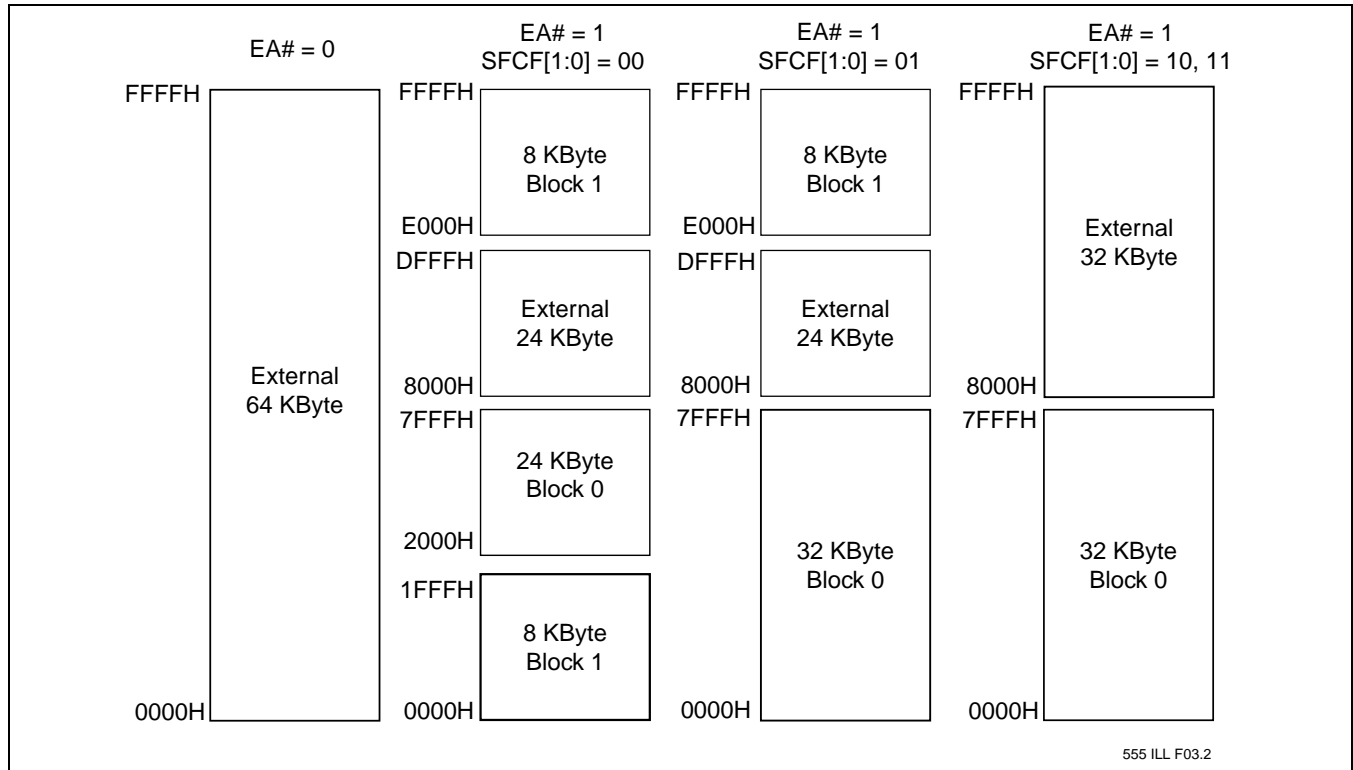 EA# = 0
FFFFH
External
64 KByte
0000H
EA# = 1
SFCF[1:0] = 00
FFFFH
8 KByte
Block 1
E000H
DFFFH
External
24 KByte
8000H
7FFFH
24 KByte
Block 0
2000H
1FFFH
8 KByte
Block 1
0000H
EA# = 1
SFCF[1:0] = 01
FFFFH
8 KByte
Block 1
E000H
DFFFH
External
24 KByte
8000H
7FFFH
32 KByte
Block 0
0000H
EA# = 1
SFCF[1:0] = 10, 11
FFFFH
External
32 KByte
8000H
7FFFH
32 KByte
Block 0
0000H
555 ILL F03.2